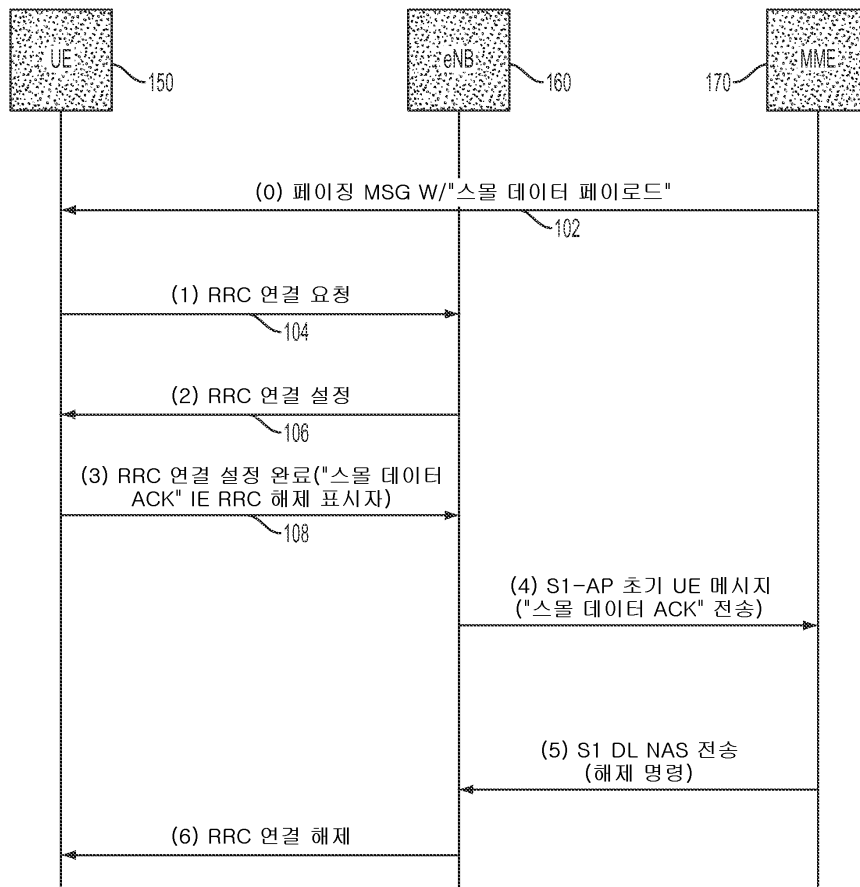 UE
150
eNB
160
MME
170
(0) 페이징 MSG W/"스몰 데이터 페이로드"
102
(1) RRC 연결 요청
104
(2) RRC 연결 설정
106
(3) RRC 연결 설정 완료("스몰 데이터
ACK" IE RRC 해제 표시자)
108
(4) S1-AP 초기 UE 메시지
("스몰 데이터 ACK" 전송)
(5) S1 DL NAS 전송
(해제 명령)
(6) RRC 연결 해제